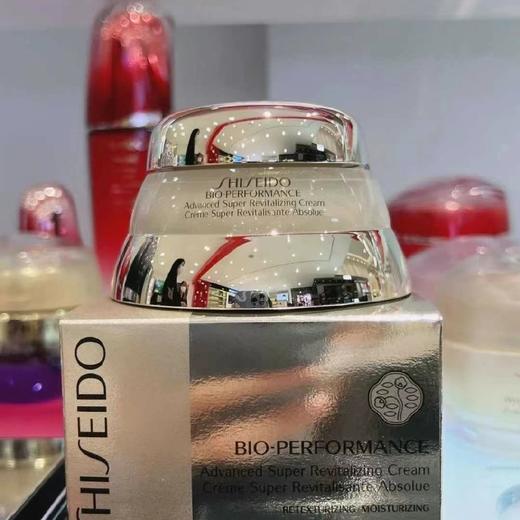 SHISEIDO
BIO-PERFORMANCE
Advanced Super Revitalizing Cream
Crème Super Revitalisante Absolue
SHISEIDO
BIO-PERFORMANCE
Advanced Super Revitalizing Cream
Crème Super Revitalisante Absolue
RETEXTURIZING/MOISTURIZING